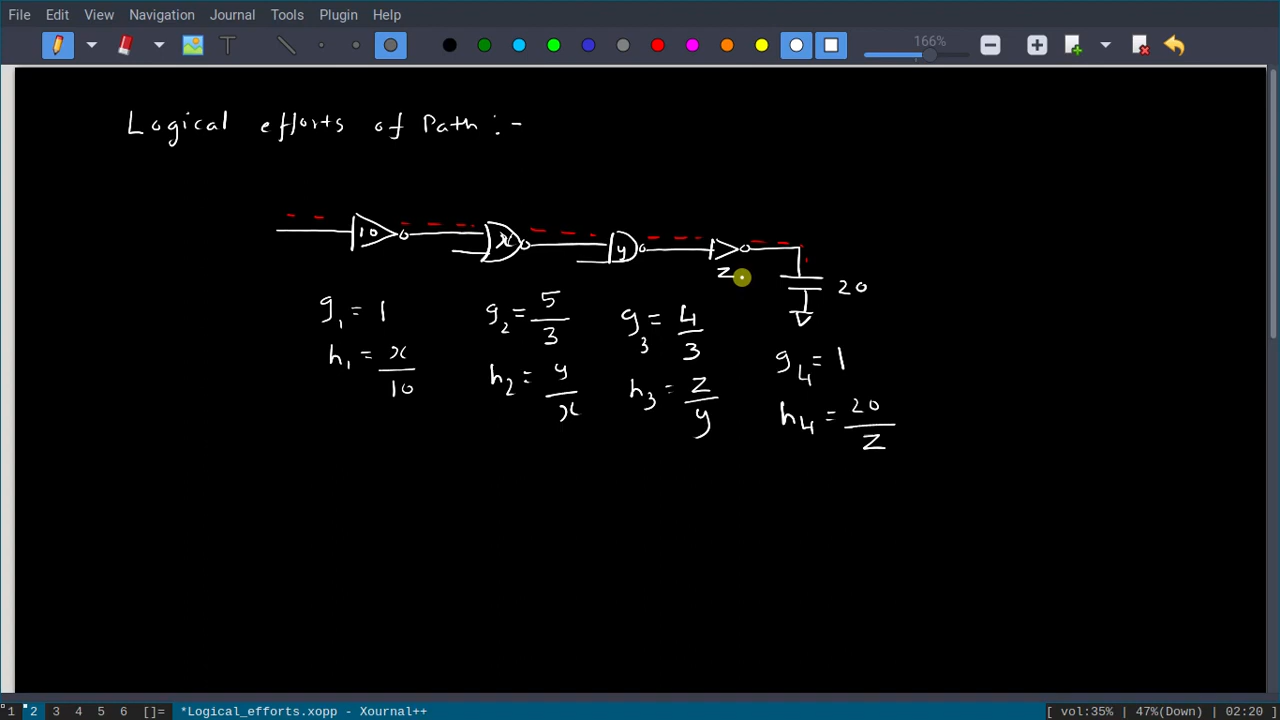 File Edit View Navigation Journal Tools Plugin Help
166%
Logical efforts of Path :-
10 x y z 20
g1 = 1 g2 = 5/3 g3 = 4/3 g4 = 1
h1 = x/10 h2 = y/x h3 = z/y h4 = 20/z
1 2 3 4 5 6 []= *Logical_efforts.xopp - Xournal++ [ vol:35% | 47%(Down) | 02:20 ]